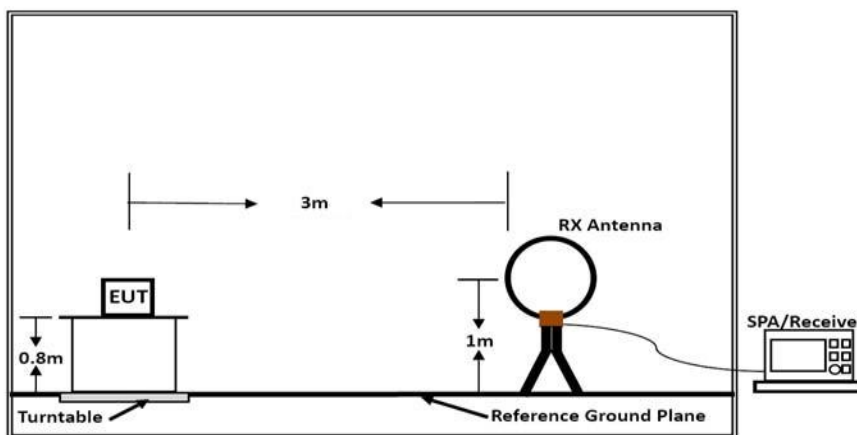 3m
RX Antenna
EUT
SPA/Receive
0.8m
1m
Turntable
Reference Ground Plane